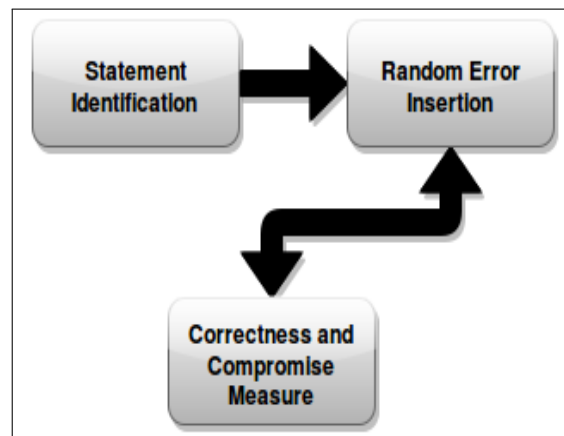 Statement
Identification
Random Error
Insertion
Correctness and
Compromise
Measure